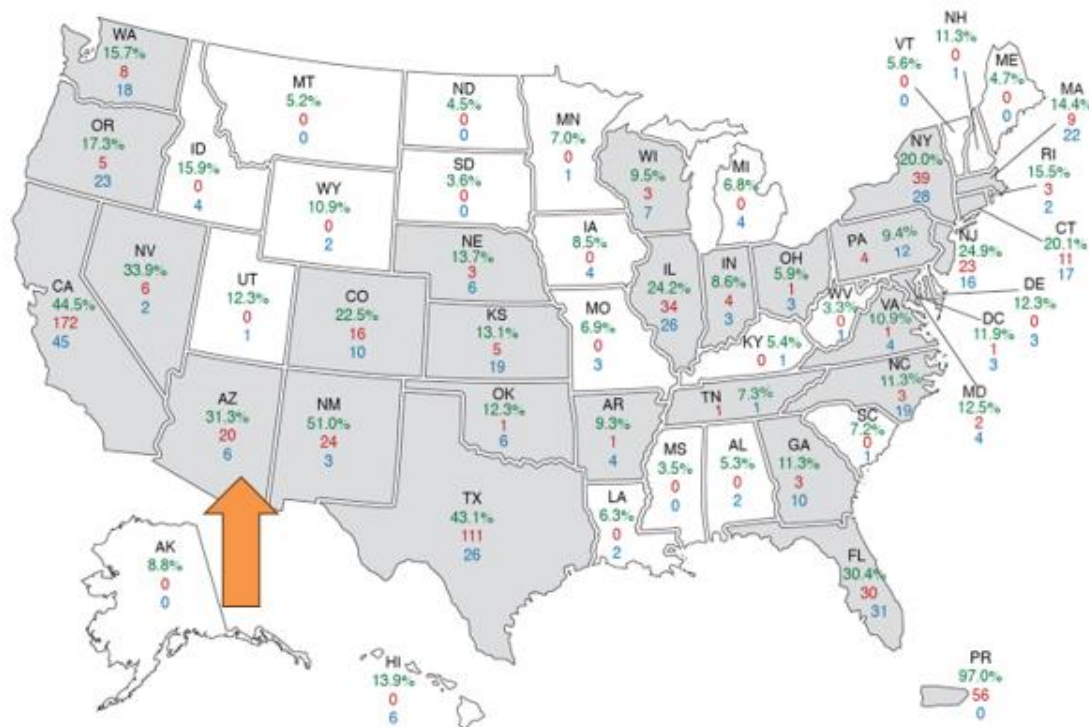 WA
15.7%
8
18
OR
17.3%
5
23
CA
44.5%
172
45
NV
33.9%
6
2
ID
15.9%
0
4
MT
5.2%
0
0
WY
10.9%
0
2
UT
12.3%
0
1
AZ
31.3%
20
6
CO
22.5%
16
10
NM
51.0%
24
3
ND
4.5%
0
0
SD
3.6%
0
0
NE
13.7%
3
6
KS
13.1%
5
19
OK
12.3%
1
6
TX
43.1%
111
26
MN
7.0%
0
1
IA
8.5%
0
4
MO
6.9%
0
3
AR
9.3%
1
4
LA
6.3%
0
2
WI
9.5%
3
7
IL
24.2%
34
26
MI
6.8%
0
4
IN
8.6%
4
3
OH
5.9%
1
3
KY 5.4%
0 1
TN 7.3%
1 1
MS
3.5%
0
0
AL
5.3%
0
2
GA
11.3%
3
10
FL
30.4%
30
31
SC
7.2%
0
1
NC
11.3%
3
19
VA
10.9%
1
4
WV
3.3%
0
1
PA 9.4%
4 12
NY
20.0%
39
28
VT
5.6%
0
0
NH
11.3%
0
1
ME
4.7%
0
0
MA
14.4%
9
22
RI
15.5%
3
2
CT
20.1%
11
17
NJ
24.9%
23
16
DE
12.3%
0
3
DC
11.9%
1
3
MD
12.5%
2
4
AK
8.8%
0
0
HI
13.9%
0
6
PR
97.0%
56
0